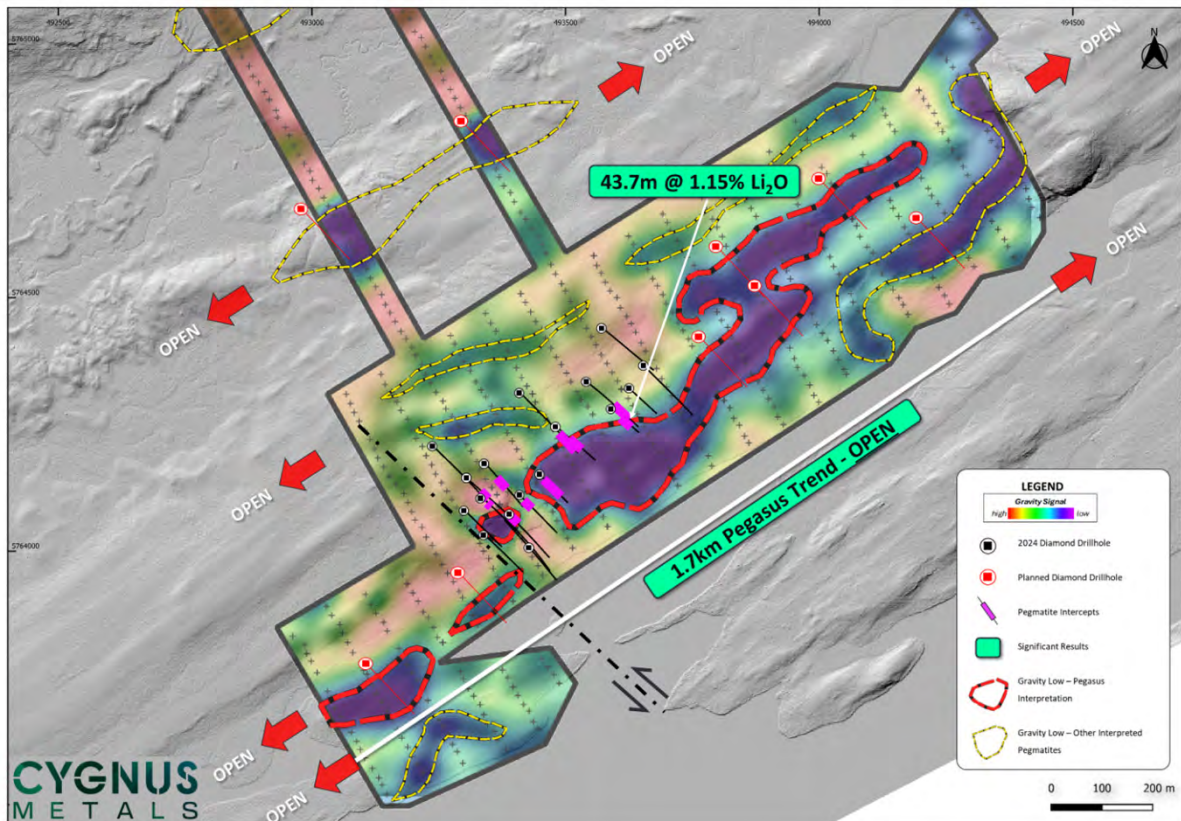 492500
493000
493500
494000
494500
5765000
5764500
5764000
OPEN
OPEN
OPEN
OPEN
OPEN
OPEN
OPEN
43.7m @ 1.15% Li₂O
1.7km Pegasus Trend - OPEN
LEGEND
Gravity Signal
high
low
2024 Diamond Drillhole
Planned Diamond Drillhole
Pegmatite Intercepts
Significant Results
Gravity Low – Pegasus
Interpretation
Gravity Low – Other Interpreted
Pegmatites
0 100 200 m
CYGNUS
METALS